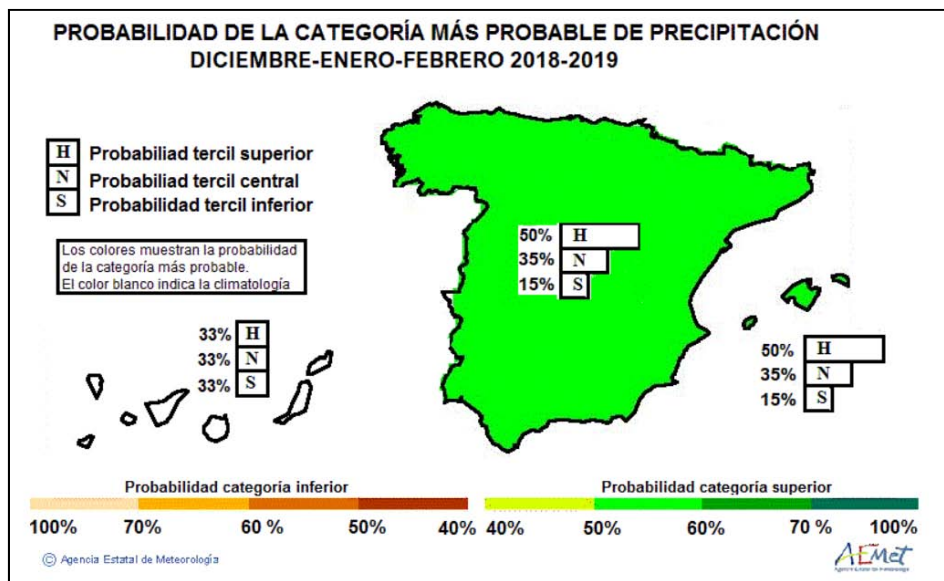 PROBABILIDAD DE LA CATEGORÍA MÁS PROBABLE DE PRECIPITACIÓN
DICIEMBRE-ENERO-FEBRERO 2018-2019
H Probabiliad tercil superior
N Probabiliad tercil central
S Probabilidad tercil inferior
Los colores muestran la probabilidad
de la categoría más probable.
El color blanco indica la climatología
50% H
35% N
15% S
33% H
33% N
33% S
50% H
35% N
15% S
Probabilidad categoría inferior
100% 70% 60 % 50% 40%
Probabilidad categoría superior
40% 50% 60% 70 % 100%
© Agencia Estatal de Meteorología
AEMet